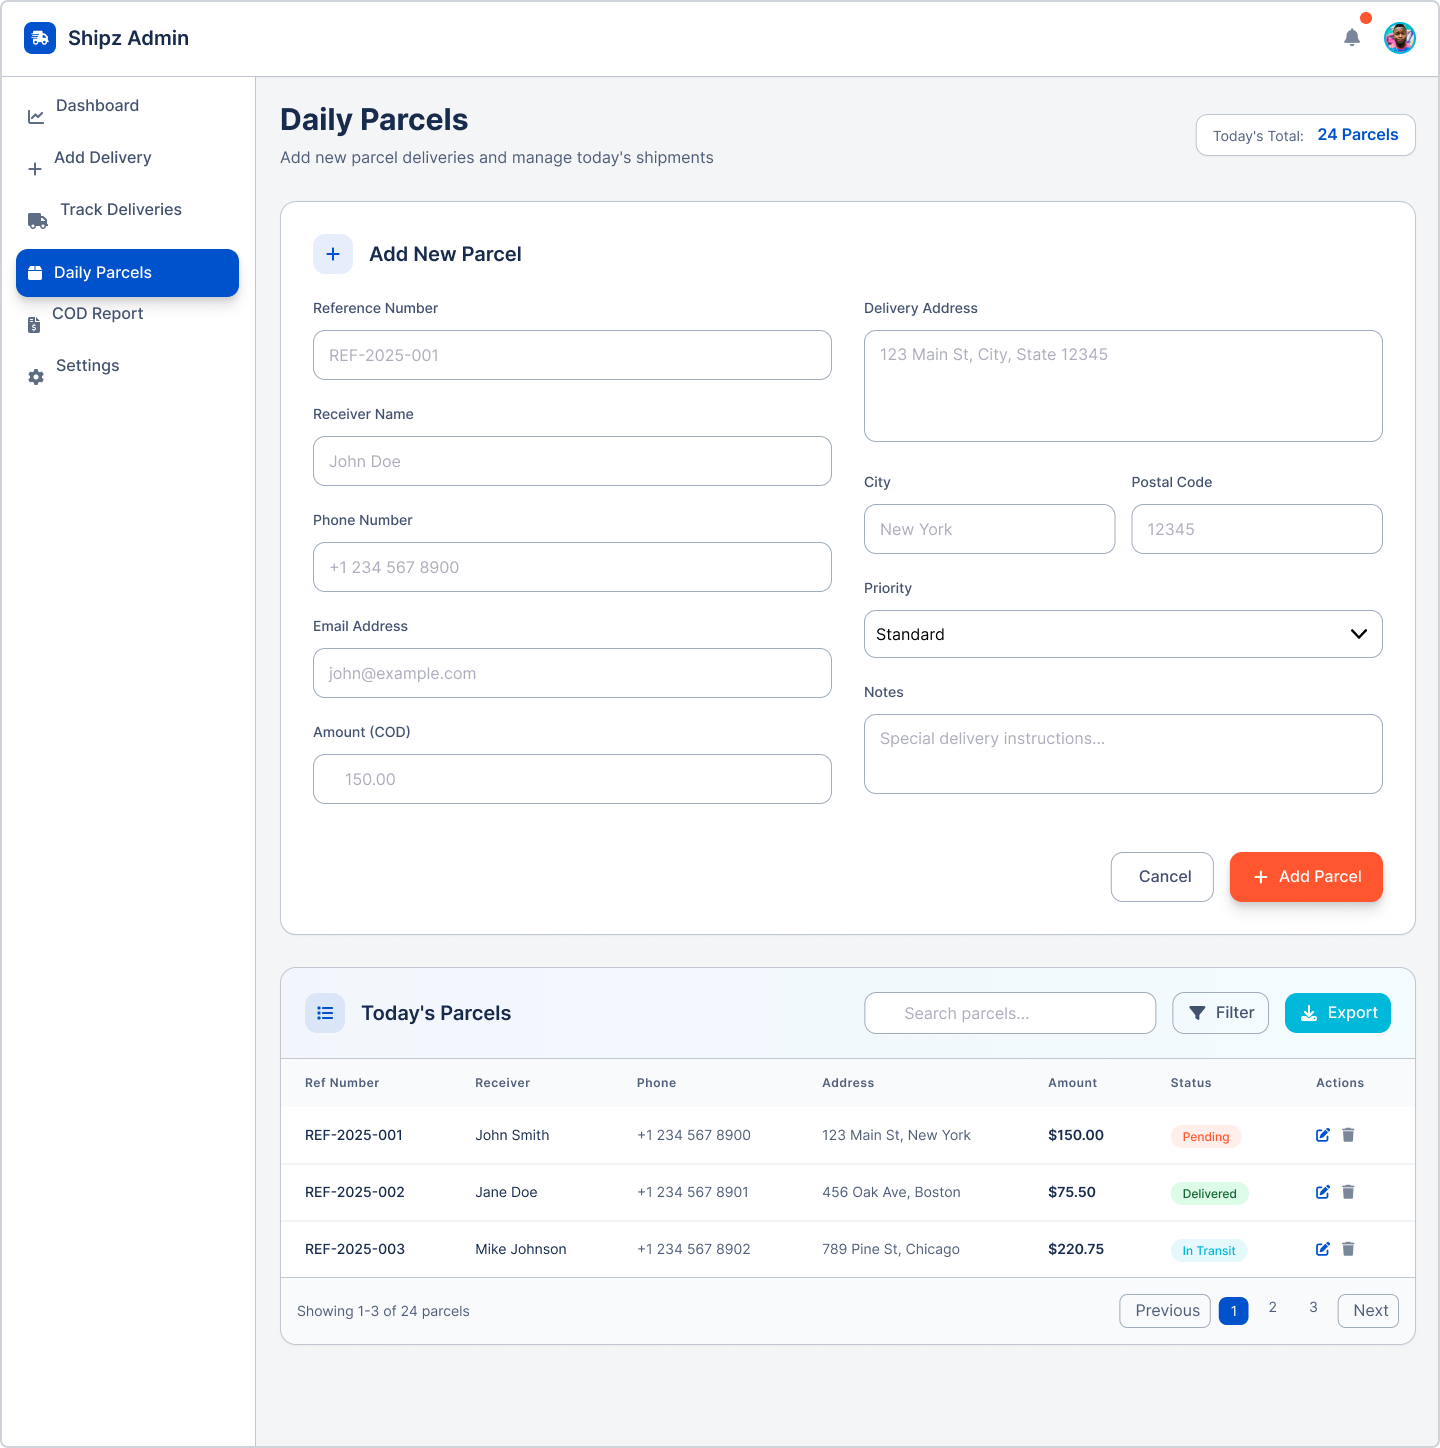 Shipz Admin
Dashboard
Add Delivery
Track Deliveries
Daily Parcels
COD Report
Settings
Daily Parcels
Add new parcel deliveries and manage today's shipments
Today's Total: 24 Parcels
Add New Parcel
Reference Number
REF-2025-001
Receiver Name
John Doe
Phone Number
+1 234 567 8900
Email Address
john@example.com
Amount (COD)
150.00
Delivery Address
123 Main St, City, State 12345
City
New York
Postal Code
12345
Priority
Standard
Notes
Special delivery instructions...
Cancel
Add Parcel
Today's Parcels
Search parcels...
Filter
Export
Ref Number Receiver Phone Address Amount Status Actions
REF-2025-001 John Smith +1 234 567 8900 123 Main St, New York $150.00 Pending
REF-2025-002 Jane Doe +1 234 567 8901 456 Oak Ave, Boston $75.50 Delivered
REF-2025-003 Mike Johnson +1 234 567 8902 789 Pine St, Chicago $220.75 In Transit
Showing 1-3 of 24 parcels
Previous 1 2 3 Next